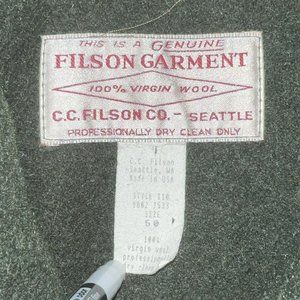 THIS IS A GENUINE
FILSON GARMENT
100% VIRGIN WOOL
C.C. FILSON CO. - SEATTLE
PROFESSIONALLY DRY CLEAN ONLY
C.C. Filson
Seattle, WA
Made in USA
STYLE 110
SIZE
50
100%
virgin wool